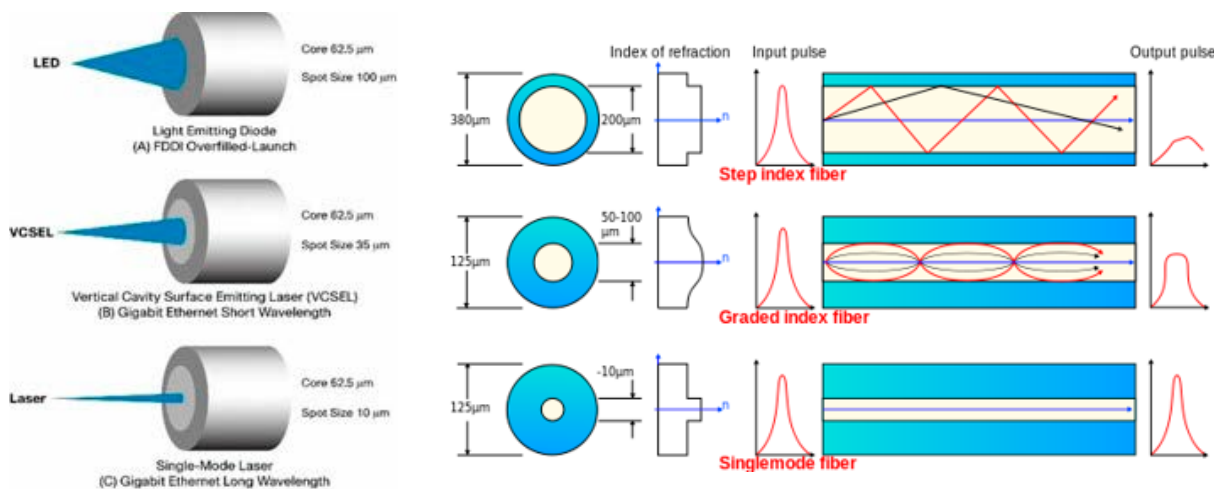 LED
Core 62.5 μm
Spot Size 100 μm
Light Emitting Diode
(A) FDDI Overfilled-Launch
VCSEL
Core 62.5 μm
Spot Size 35 μm
Vertical Cavity Surface Emitting Laser (VCSEL)
(B) Gigabit Ethernet Short Wavelength
Laser
Core 62.5 μm
Spot Size 10 μm
Single-Mode Laser
(C) Gigabit Ethernet Long Wavelength
Index of refraction
Input pulse
Output pulse
380μm
200μm
n
Step index fiber
125μm
50-100
μm
n
Graded index fiber
125μm
-10μm
n
Singlemode fiber